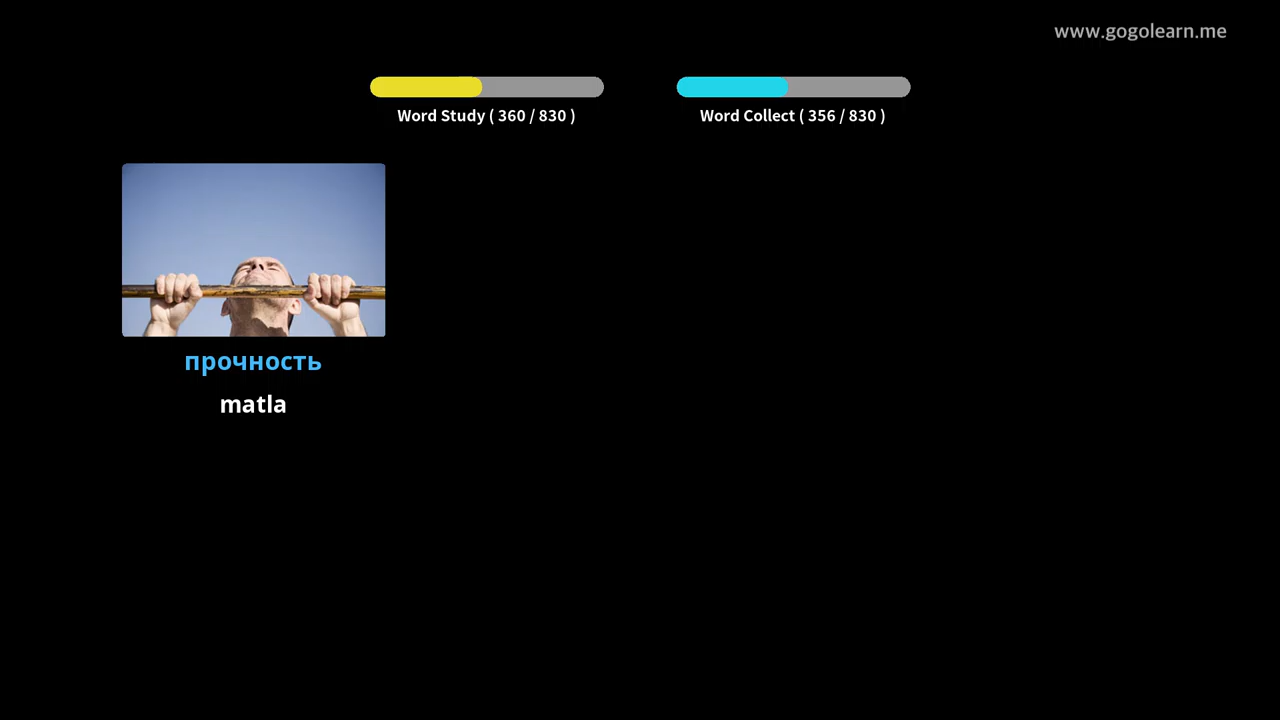 www.gogolearn.me
Word Study ( 360 / 830 )
Word Collect ( 356 / 830 )
прочность
matla